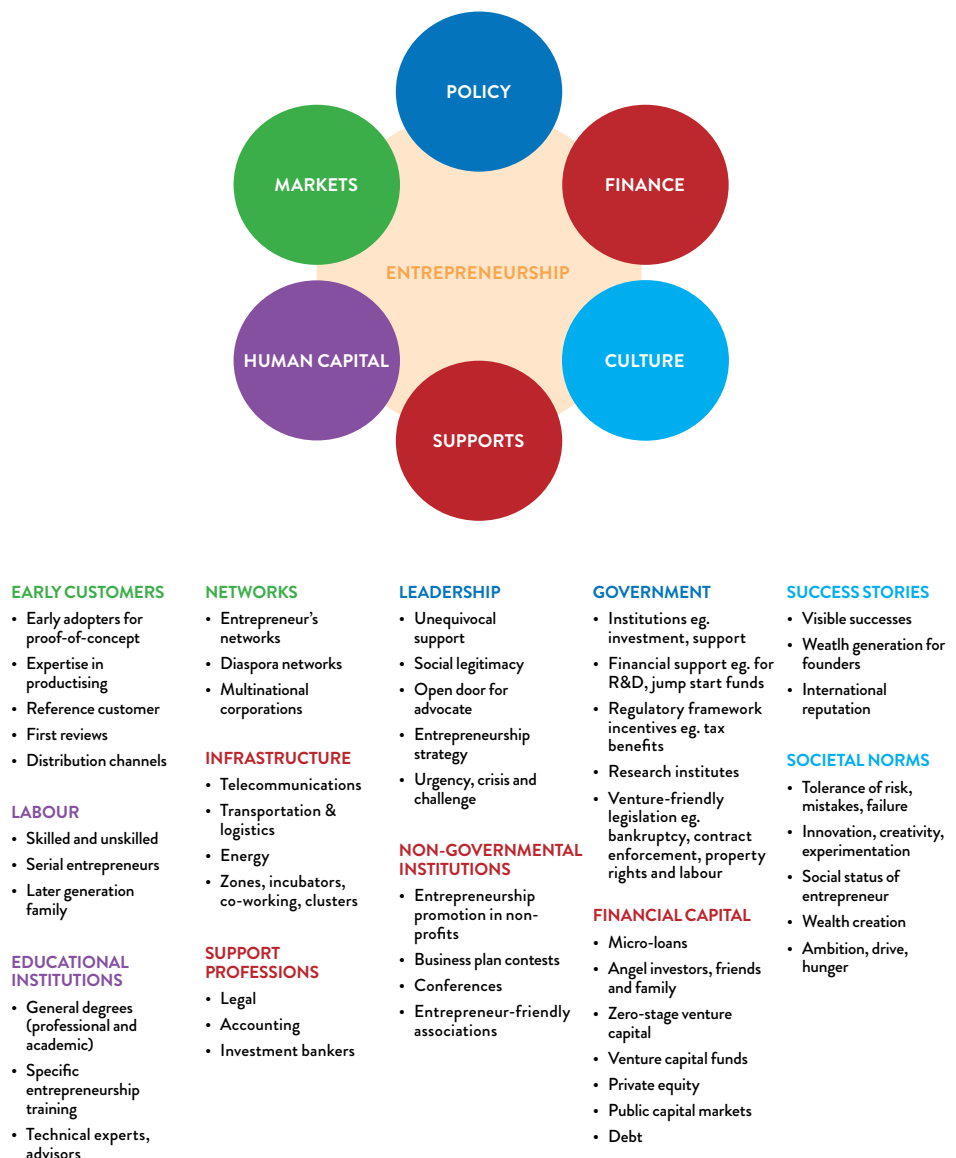 POLICY
MARKETS
FINANCE
ENTREPRENEURSHIP
HUMAN CAPITAL
CULTURE
SUPPORTS
EARLY CUSTOMERS
• Early adopters for
proof-of-concept
• Expertise in
productising
• Reference customer
• First reviews
• Distribution channels
LABOUR
• Skilled and unskilled
• Serial entrepreneurs
• Later generation
family
EDUCATIONAL
INSTITUTIONS
• General degrees
(professional and
academic)
• Specific
entrepreneurship
training
• Technical experts,
advisors
NETWORKS
• Entrepreneur’s
networks
• Diaspora networks
• Multinational
corporations
INFRASTRUCTURE
• Telecommunications
• Transportation &
logistics
• Energy
• Zones, incubators,
co-working, clusters
SUPPORT
PROFESSIONS
• Legal
• Accounting
• Investment bankers
LEADERSHIP
• Unequivocal
support
• Social legitimacy
• Open door for
advocate
• Entrepreneurship
strategy
• Urgency, crisis and
challenge
NON-GOVERNMENTAL
INSTITUTIONS
• Entrepreneurship
promotion in non-
profits
• Business plan contests
• Conferences
• Entrepreneur-friendly
associations
GOVERNMENT
• Institutions eg.
investment, support
• Financial support eg. for
R&D, jump start funds
• Regulatory framework
incentives eg. tax
benefits
• Research institutes
• Venture-friendly
legislation eg.
bankruptcy, contract
enforcement, property
rights and labour
FINANCIAL CAPITAL
• Micro-loans
• Angel investors, friends
and family
• Zero-stage venture
capital
• Venture capital funds
• Private equity
• Public capital markets
• Debt
SUCCESS STORIES
• Visible successes
• Weatlh generation for
founders
• International
reputation
SOCIETAL NORMS
• Tolerance of risk,
mistakes, failure
• Innovation, creativity,
experimentation
• Social status of
entrepreneur
• Wealth creation
• Ambition, drive,
hunger